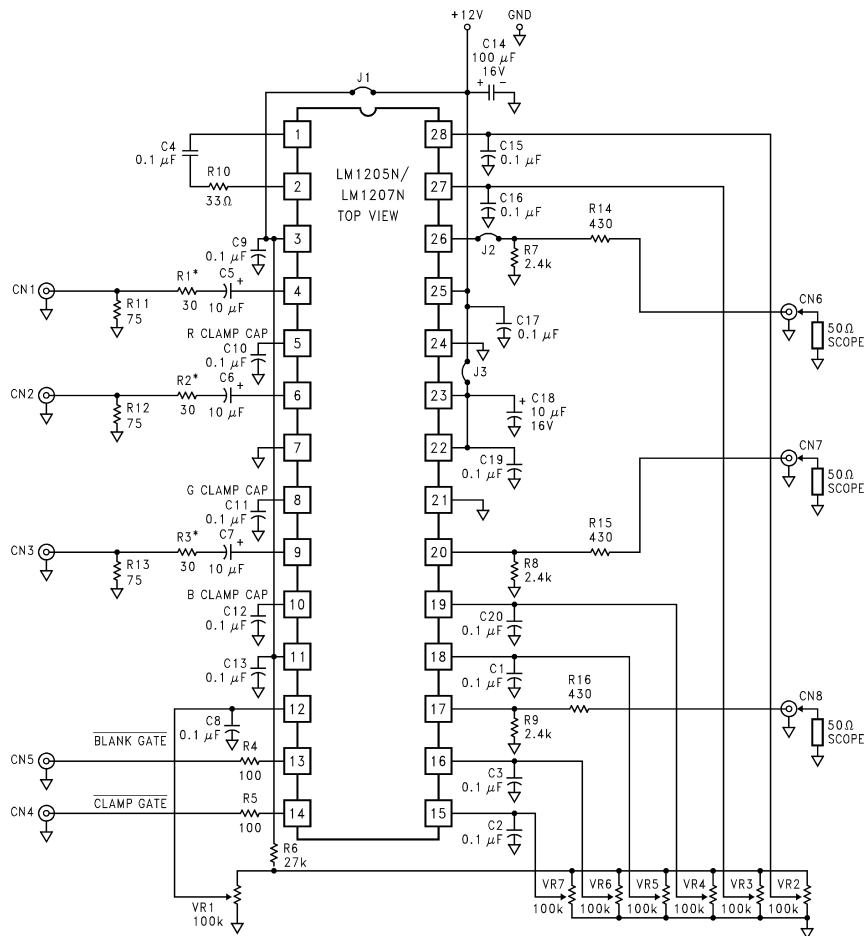 +12V
GND
C14
100 µF
16V
+ −
J1
C4
0.1 µF
1
28
C15
0.1 µF
R10
33Ω
2
LM1205N/
LM1207N
TOP VIEW
27
C16
0.1 µF
C9
0.1 µF
3
26
J2
R7
2.4k
R14
430
CN1
R11
75
R1*
30
C5
+
10 µF
4
25
C17
0.1 µF
CN6
50Ω
SCOPE
R CLAMP CAP
C10
0.1 µF
5
24
J3
CN2
R12
75
R2*
30
C6
+
10 µF
6
23
+
C18
10 µF
16V
7
22
C19
0.1 µF
CN7
50Ω
SCOPE
G CLAMP CAP
C11
0.1 µF
8
21
CN3
R13
75
R3*
30
C7
+
10 µF
9
20
R8
2.4k
R15
430
B CLAMP CAP
C12
0.1 µF
10
19
C20
0.1 µF
C13
0.1 µF
11
18
C1
0.1 µF
C8
0.1 µF
12
17
R9
2.4k
R16
430
CN8
50Ω
SCOPE
BLANK GATE
CN5
R4
100
13
16
C3
0.1 µF
CLAMP GATE
CN4
R5
100
14
15
C2
0.1 µF
R6
27k
VR1
100k
VR7
100k
VR6
100k
VR5
100k
VR4
100k
VR3
100k
VR2
100k